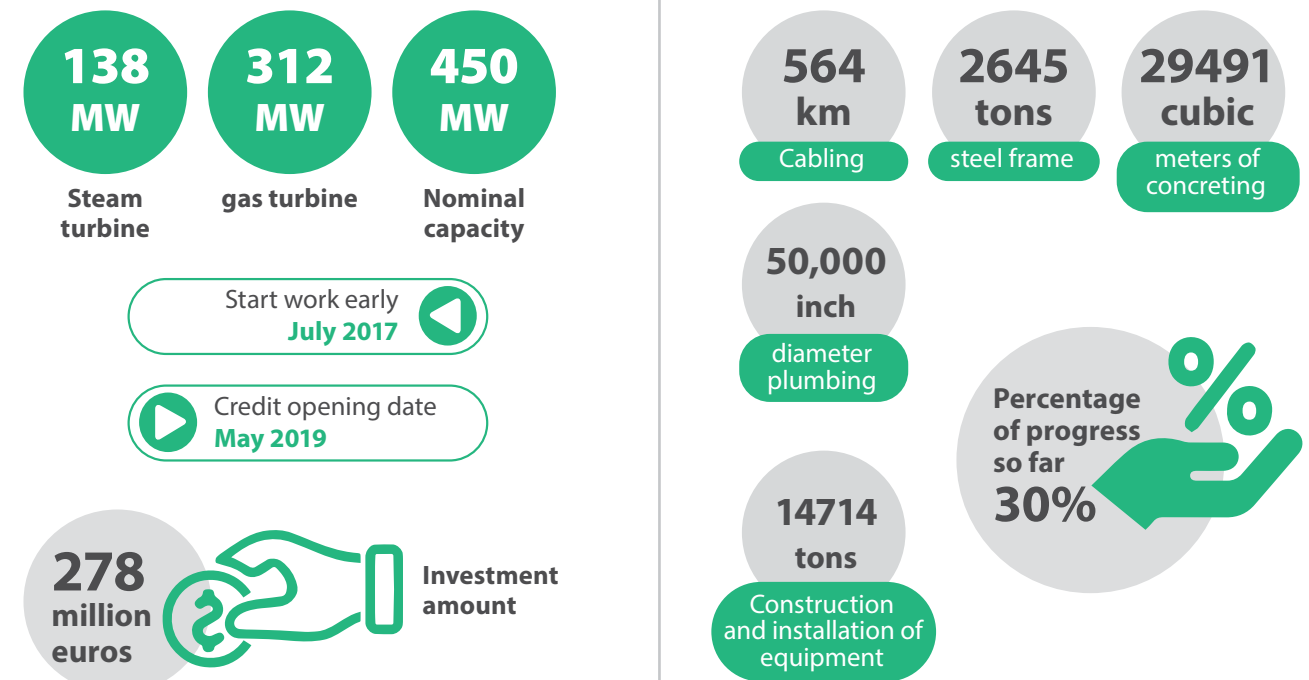 138
MW
Steam
turbine
312
MW
gas turbine
450
MW
Nominal
capacity
Start work early
July 2017
Credit opening date
May 2019
278
million
euros
Investment
amount
564
km
Cabling
2645
tons
steel frame
29491
cubic
meters of
concreting
50,000
inch
diameter
plumbing
Percentage
of progress
so far
30%
14714
tons
Construction
and installation of
equipment